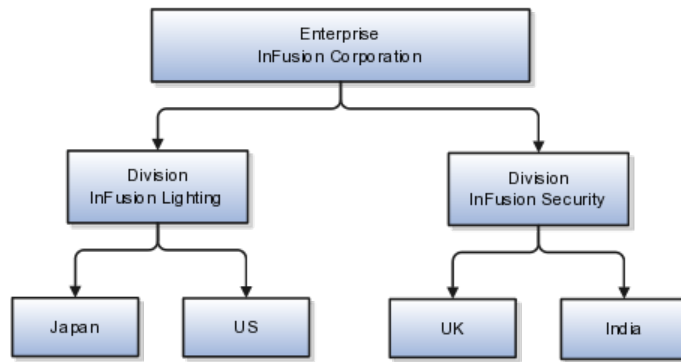 Enterprise
InFusion Corporation
Division
InFusion Lighting
Division
InFusion Security
Japan
US
UK
India